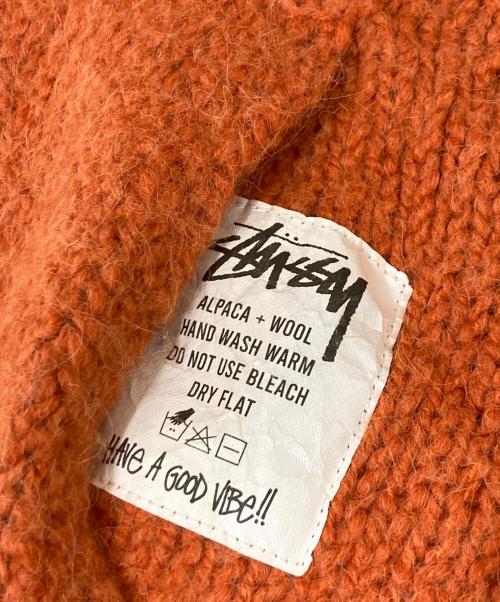 STÜSSY
ALPACA + WOOL
HAND WASH WARM
DO NOT USE BLEACH
DRY FLAT
HAVE A GOOD VIBE!!